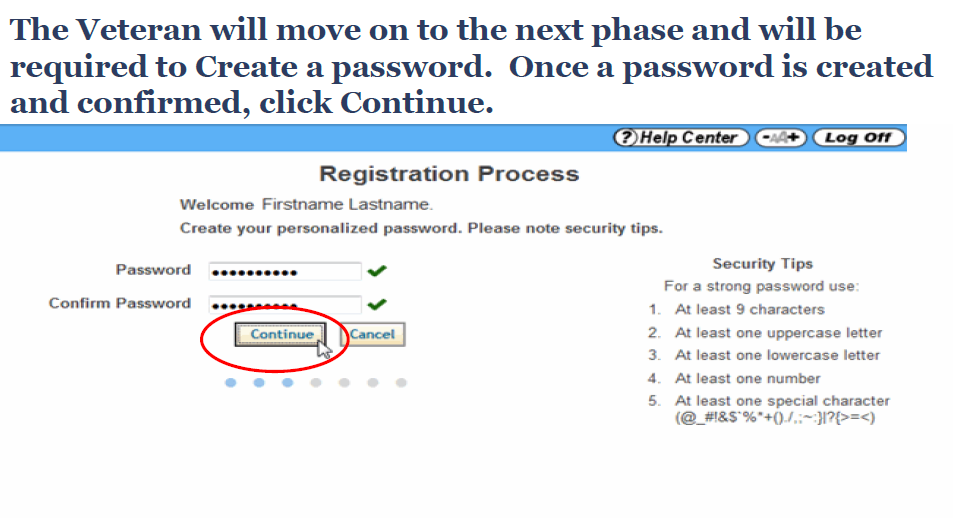 The Veteran will move on to the next phase and will be
required to Create a password.  Once a password is created
and confirmed, click Continue.
? Help Center -AA+ Log Off
Registration Process
Welcome Firstname Lastname.
Create your personalized password. Please note security tips.
Password ••••••••••
Confirm Password ••••••••••
Continue Cancel
Security Tips
For a strong password use:
1. At least 9 characters
2. At least one uppercase letter
3. At least one lowercase letter
4. At least one number
5. At least one special character
(@_#!&$`%*+()./,;~:}|?{>=<)